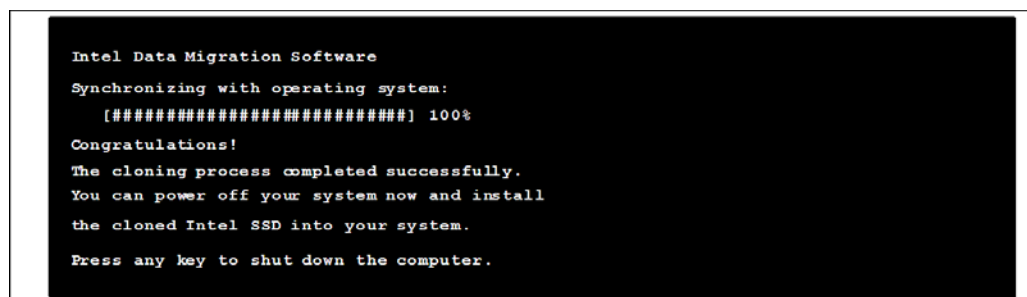 Intel Data Migration Software
Synchronizing with operating system:
[###########################] 100%
Congratulations!
The cloning process completed successfully.
You can power off your system now and install
the cloned Intel SSD into your system.
Press any key to shut down the computer.